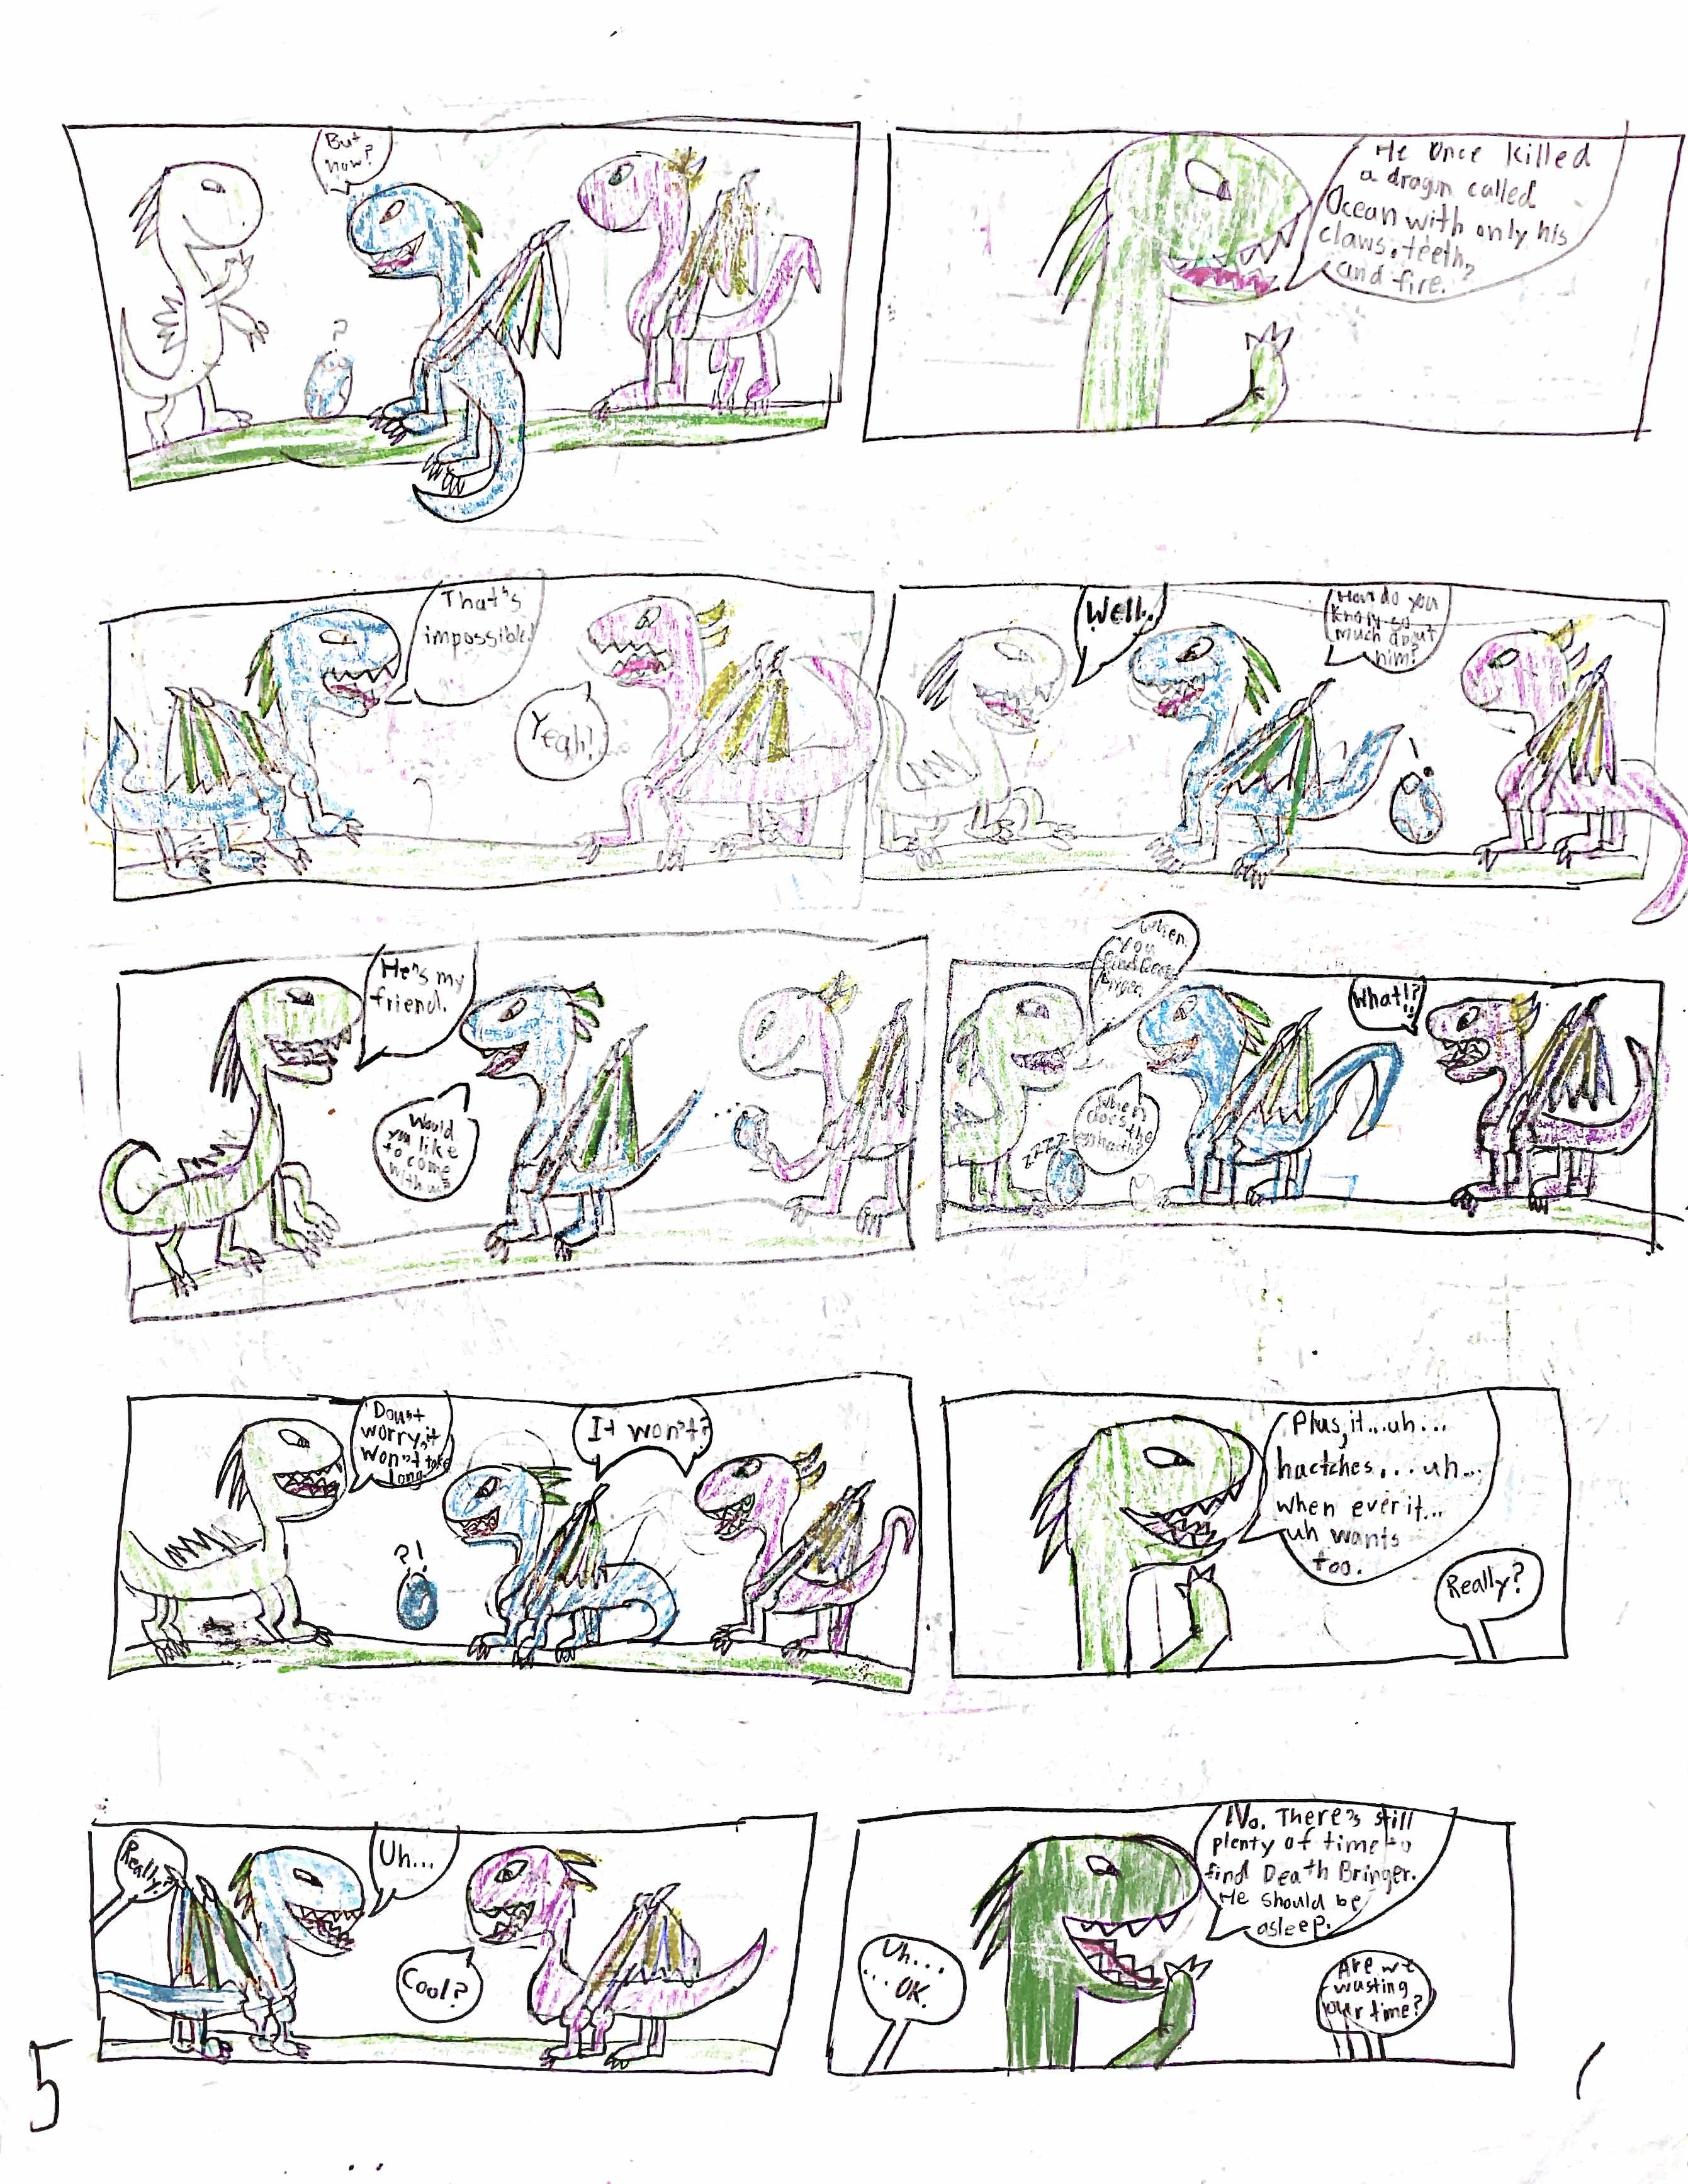 But
how?
He once killed
a dragon called
Ocean with only his
claws, teeth,
and fire.
That's
impossible!
Yeah!
Well..
How do you
know so
much about
him?
!
He's my
friend.
Would
you like
to come
with us
...
When
you
find Death
Bringer.
When
does the
egg hatch?
zzzz
What!?
Don't
worry, it
won't take
long.
It won't?
?!
Plus, it...uh...
hactches....uh...
when ever it...
uh wants
too.
Really?
Really?
Uh...
Cool?
No. There's still
plenty of time to
find Death Bringer.
He should be
asleep.
Uh...
... OK.
Are we
wasting
our time?
5